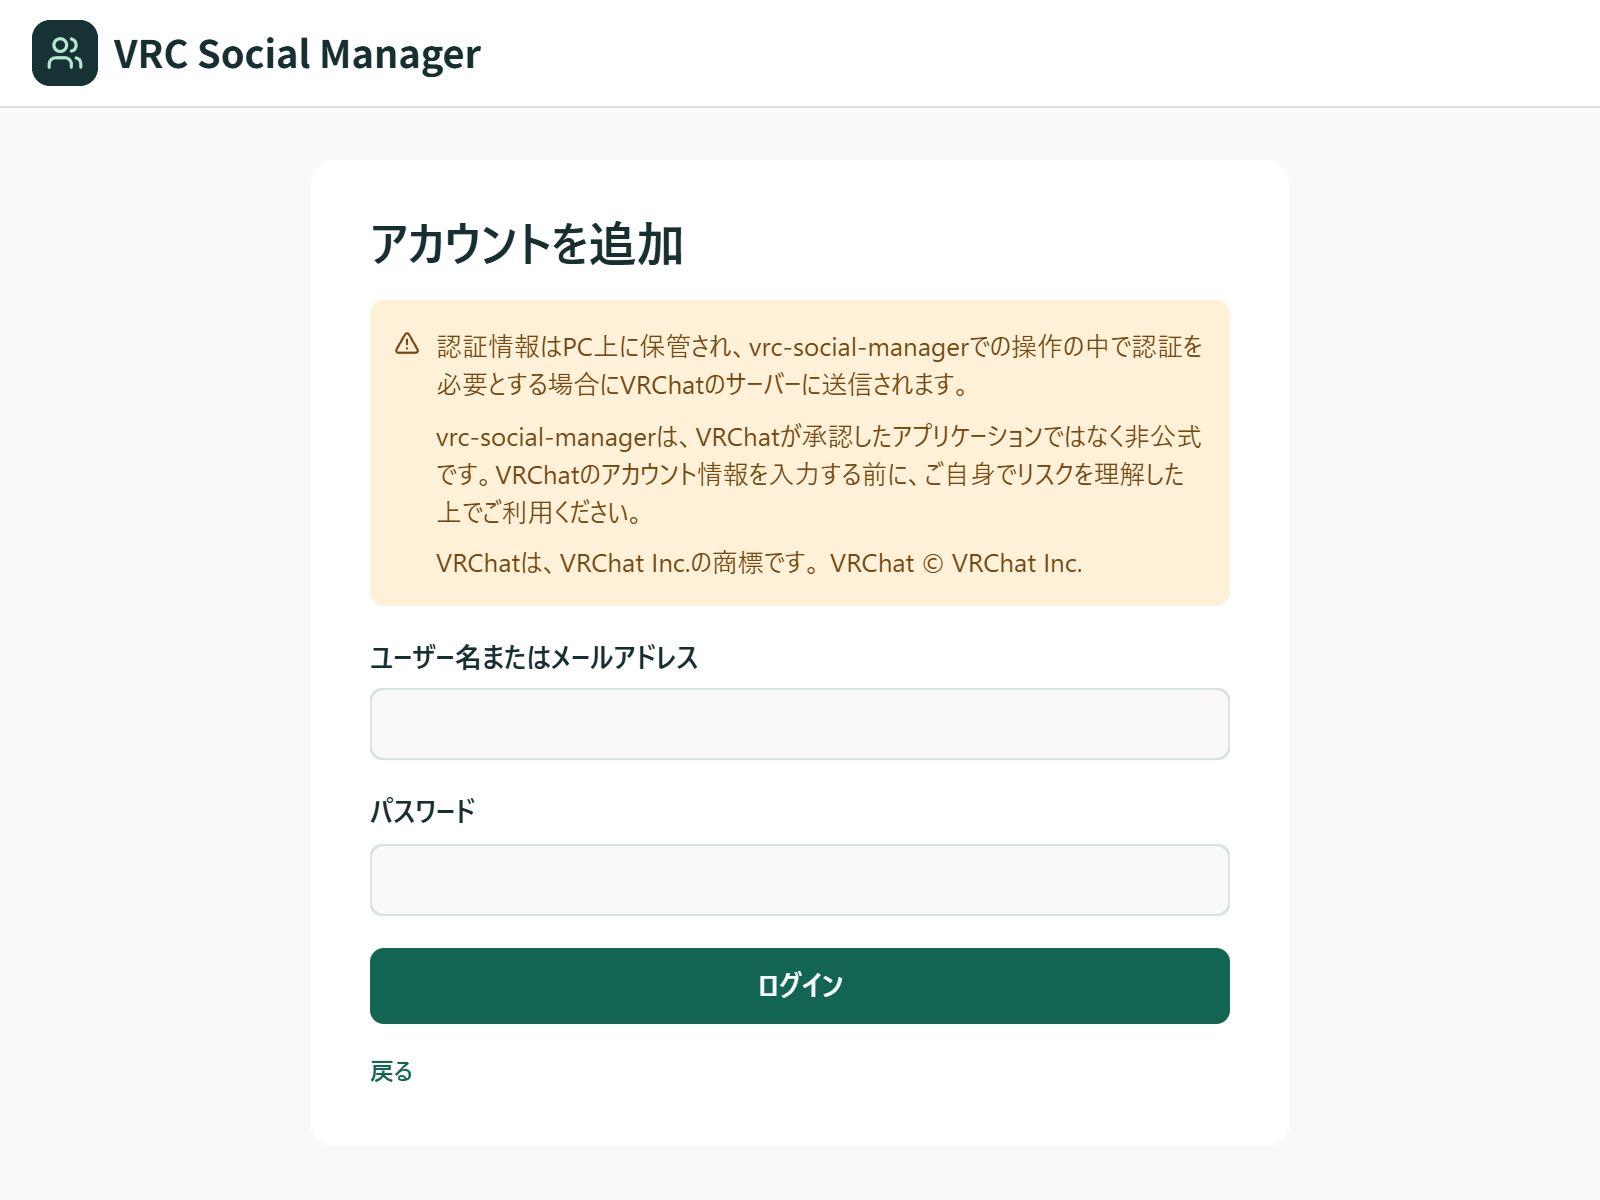 VRC Social Manager
アカウントを追加
認証情報はPC上に保管され、vrc-social-managerでの操作の中で認証を
必要とする場合にVRChatのサーバーに送信されます。
vrc-social-managerは、VRChatが承認したアプリケーションではなく非公式
です。VRChatのアカウント情報を入力する前に、ご自身でリスクを理解した
上でご利用ください。
VRChatは、VRChat Inc.の商標です。 VRChat © VRChat Inc.
ユーザー名またはメールアドレス
パスワード
ログイン
戻る